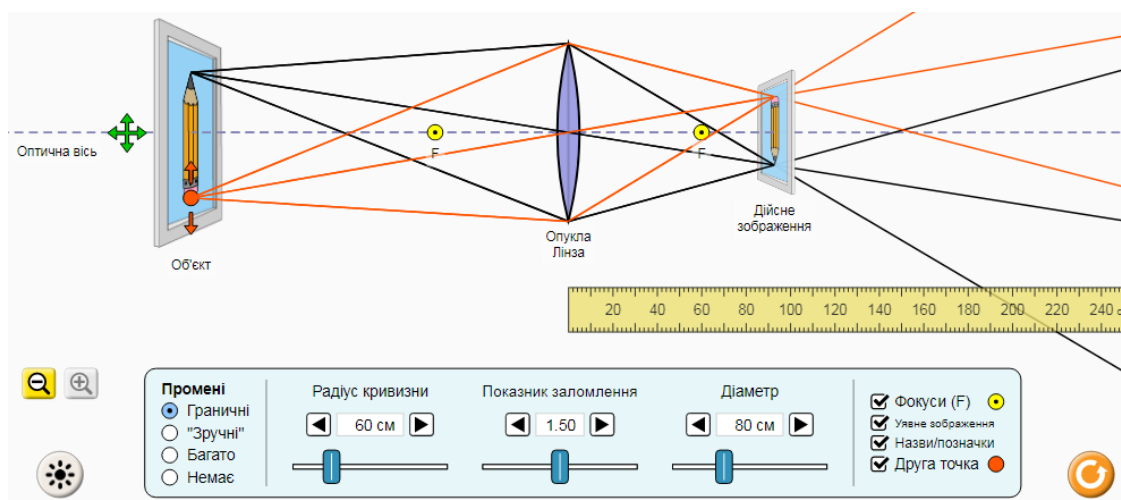 Оптична вісь
Об'єкт
F
F
Опукла
Лінза
Дійсне
зображення
20 40 60 80 100 120 140 160 180 200 220 240 с
Промені
Граничні
"Зручні"
Багато
Немає
Радіус кривизни
60 см
Показник заломлення
1.50
Діаметр
80 см
Фокуси (F)
Уявне зображення
Назви/позначки
Друга точка